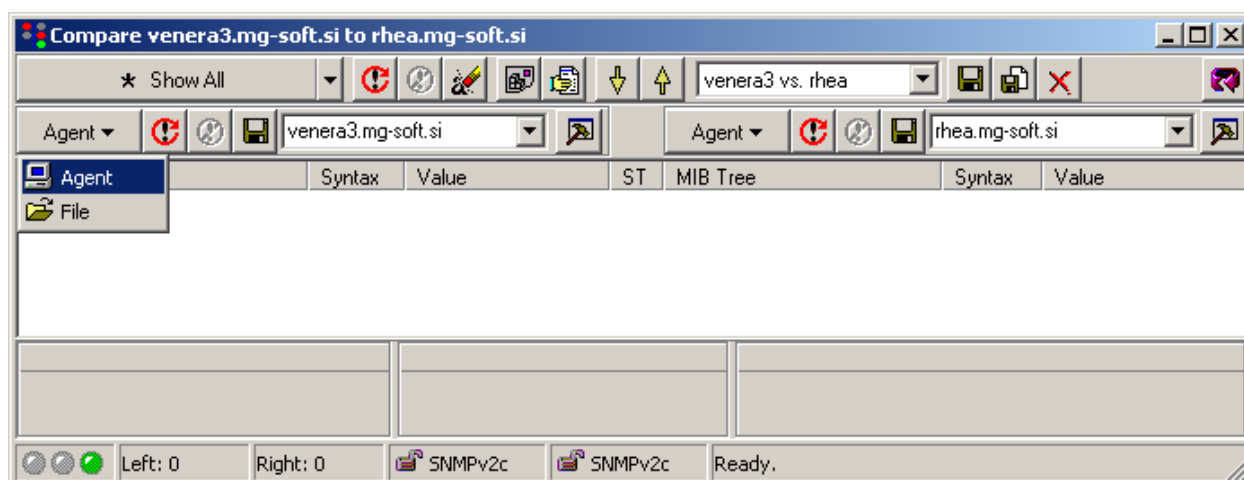 Compare venera3.mg-soft.si to rhea.mg-soft.si
Show All venera3 vs. rhea
Agent venera3.mg-soft.si Agent rhea.mg-soft.si
Agent Syntax Value ST MIB Tree Syntax Value
File
Left: 0 Right: 0 SNMPv2c SNMPv2c Ready.